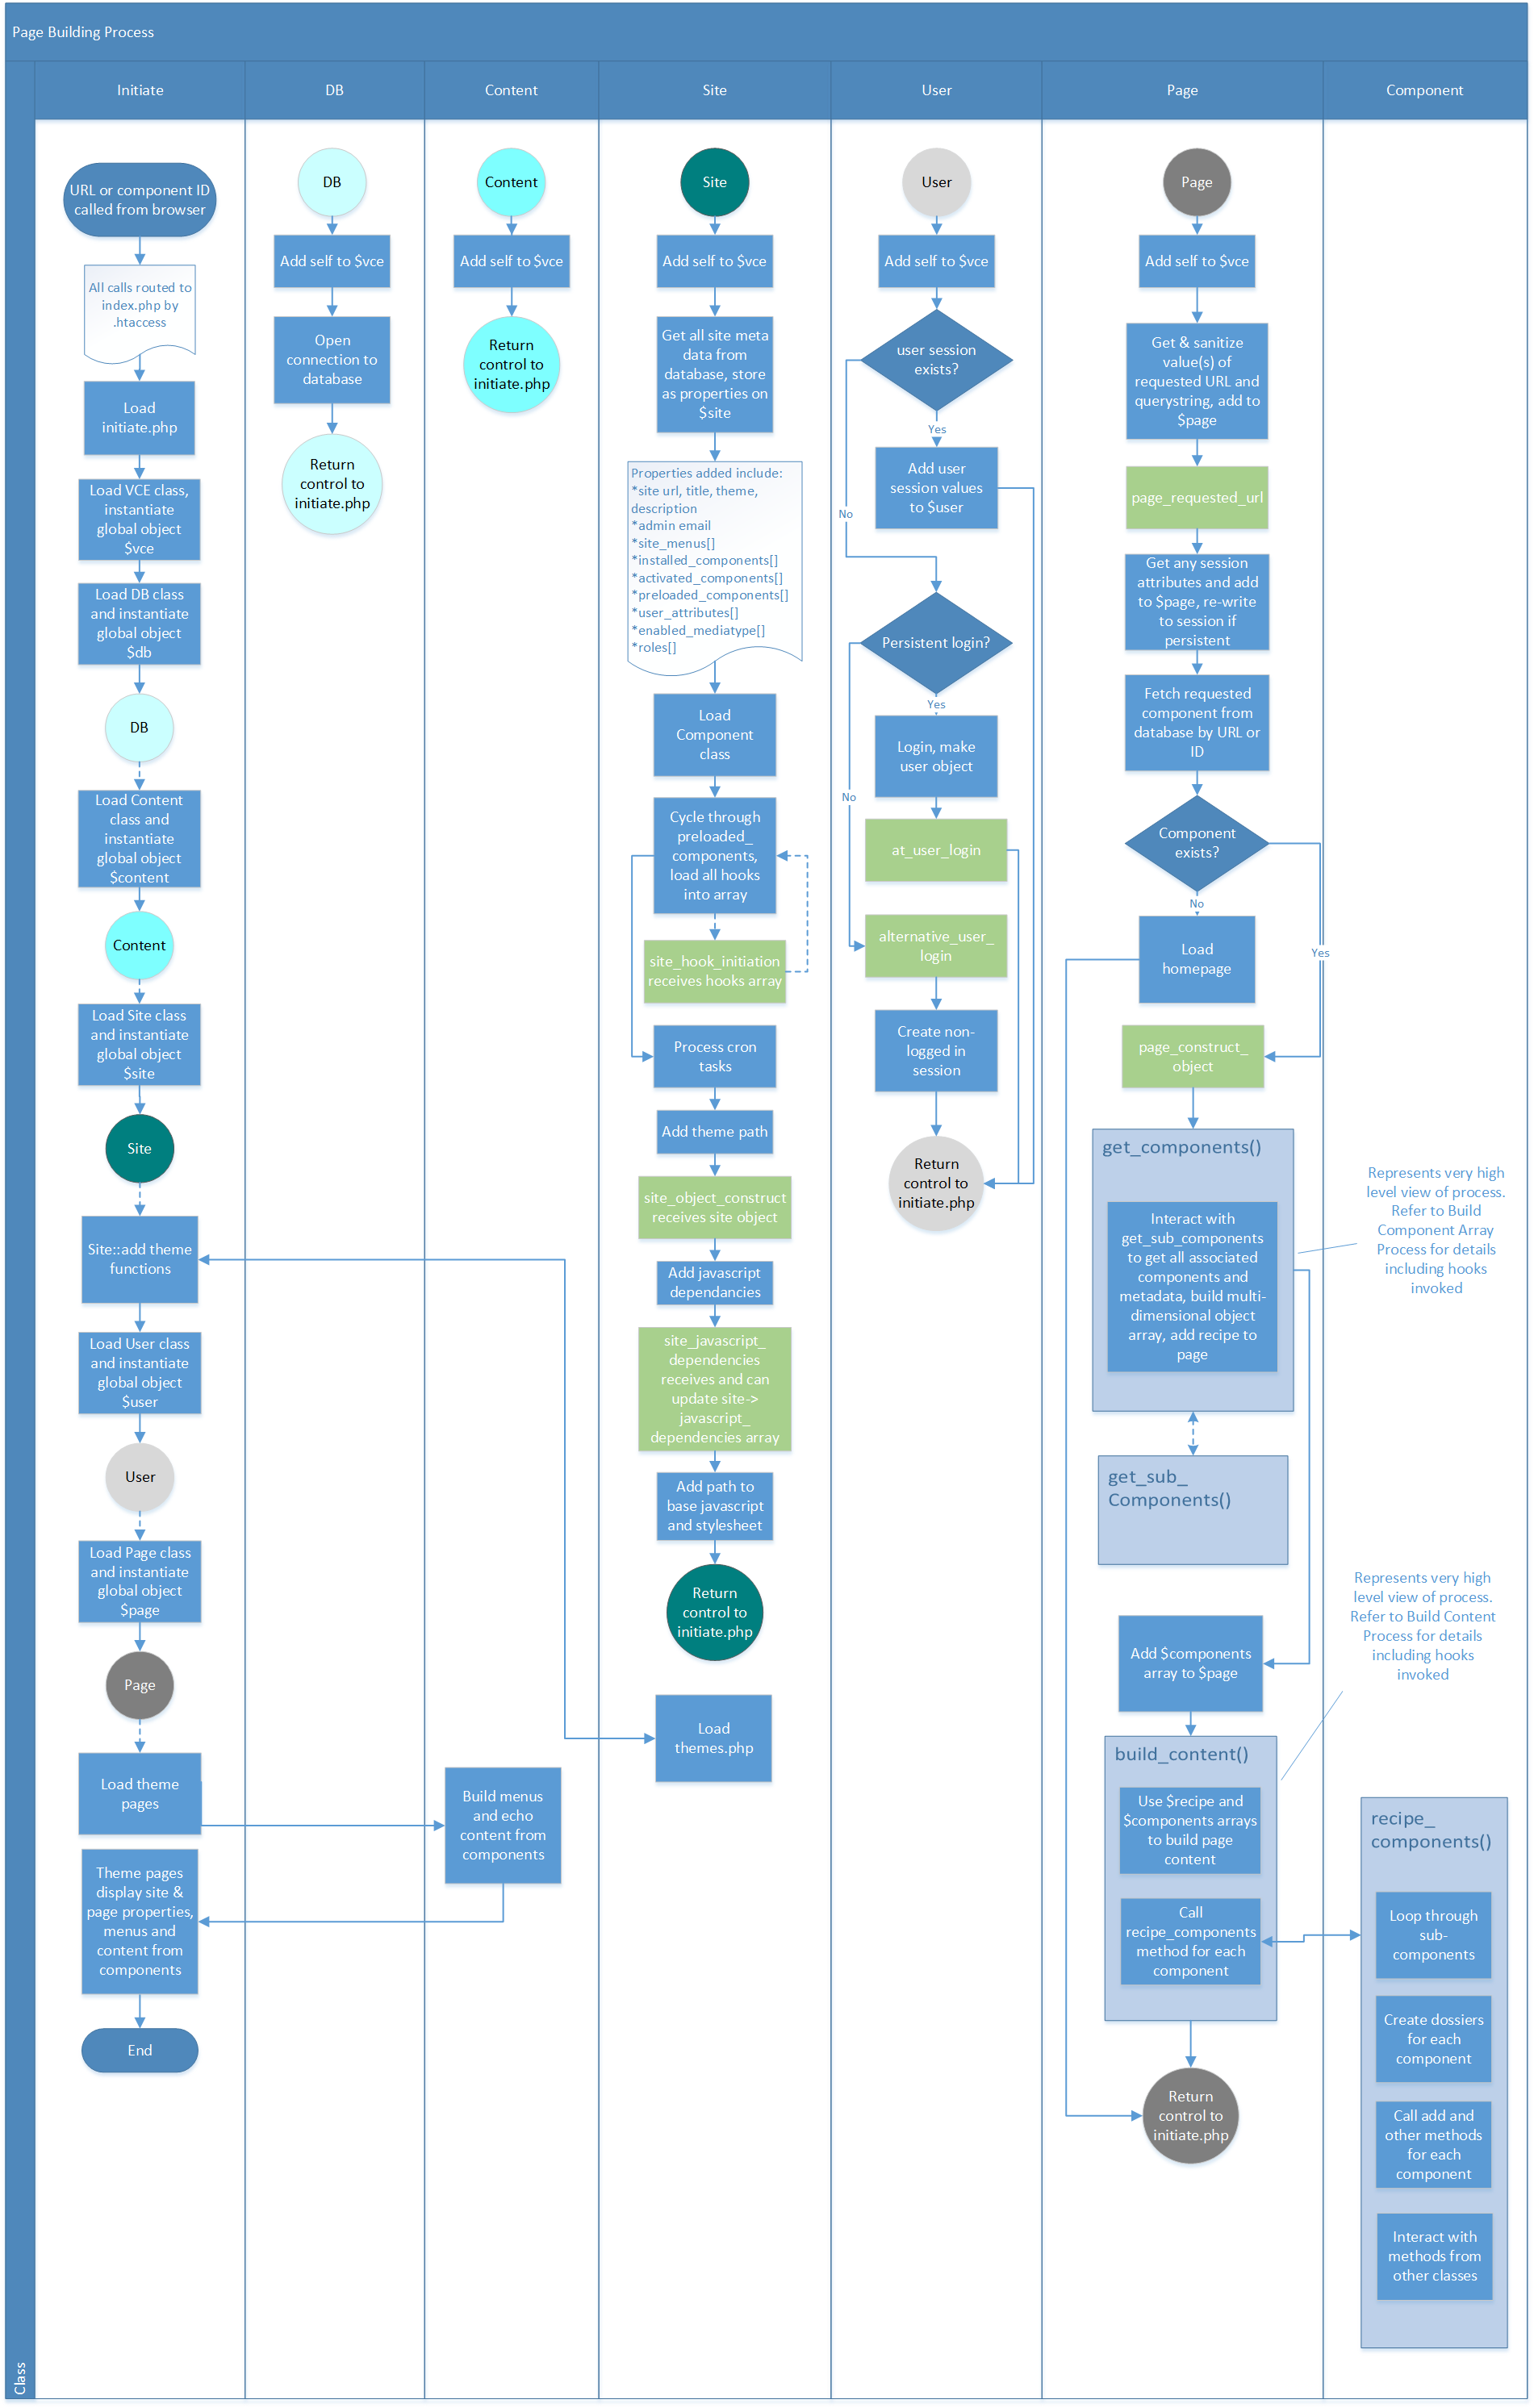 Page Building Process
Class
Initiate
DB
Content
Site
User
Page
Component
URL or component ID
called from browser
All calls routed to
index.php by
.htaccess
Load
initiate.php
Load VCE class,
instantiate
global object
$vce
Load DB class
and instantiate
global object
$db
DB
Load Content
class and
instantiate
global object
$content
Content
Load Site class
and instantiate
global object
$site
Site
Site::add theme
functions
Load User class
and instantiate
global object
$user
User
Load Page class
and instantiate
global object
$page
Page
Load theme
pages
Theme pages
display site &
page properties,
menus and
content from
components
End
DB
Add self to $vce
Open
connection to
database
Return
control to
initiate.php
Content
Add self to $vce
Return
control to
initiate.php
Build menus
and echo
content from
components
Site
Add self to $vce
Get all site meta
data from
database, store
as properties on
$site
Properties added include:
*site url, title, theme,
description
*admin email
*site_menus[]
*installed_components[]
*activated_components[]
*preloaded_components[]
*user_attributes[]
*enabled_mediatype[]
*roles[]
Load
Component
class
Cycle through
preloaded_
components,
load all hooks
into array
site_hook_initiation
receives hooks array
Process cron
tasks
Add theme path
site_object_construct
receives site object
Add javascript
dependancies
site_javascript_
dependencies
receives and can
update site->
javascript_
dependencies array
Add path to
base javascript
and stylesheet
Return
control to
initiate.php
Load
themes.php
User
Add self to $vce
user session
exists?
Yes
No
Add user
session values
to $user
Persistent login?
Yes
No
Login, make
user object
at_user_login
alternative_user_
login
Create non-
logged in
session
Return
control to
initiate.php
Page
Add self to $vce
Get & sanitize
value(s) of
requested URL and
querystring, add to
$page
page_requested_url
Get any session
attributes and add
to $page, re-write
to session if
persistent
Fetch requested
component from
database by URL or
ID
Component
exists?
No
Yes
Load
homepage
page_construct_
object
get_components()
Interact with
get_sub_components
to get all associated
components and
metadata, build multi-
dimensional object
array, add recipe to
page
get_sub_
Components()
Add $components
array to $page
build_content()
Use $recipe and
$components arrays
to build page
content
Call
recipe_components
method for each
component
Return
control to
initiate.php
Represents very high
level view of process.
Refer to Build
Component Array
Process for details
including hooks
invoked
Represents very high
level view of process.
Refer to Build Content
Process for details
including hooks
invoked
recipe_
components()
Loop through
sub-
components
Create dossiers
for each
component
Call add and
other methods
for each
component
Interact with
methods from
other classes